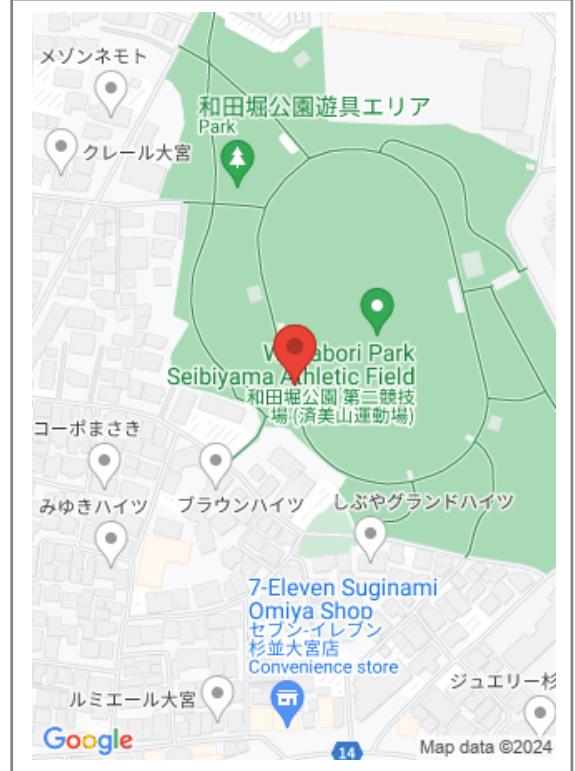 メゾンネモト
和田堀公園遊具エリア
Park
クレール大宮
W abori Park
Seibiyama Athletic Field
和田堀公園 第二競技
場 (済美山運動場)
コーポまさき
みゆきハイツ
ブラウンハイツ
しぶやグランドハイツ
7-Eleven Suginami
Omiya Shop
セブン-イレブン
杉並大宮店
Convenience store
ルミエール大宮
ジュエリー杉
Google
14
Map data ©2024